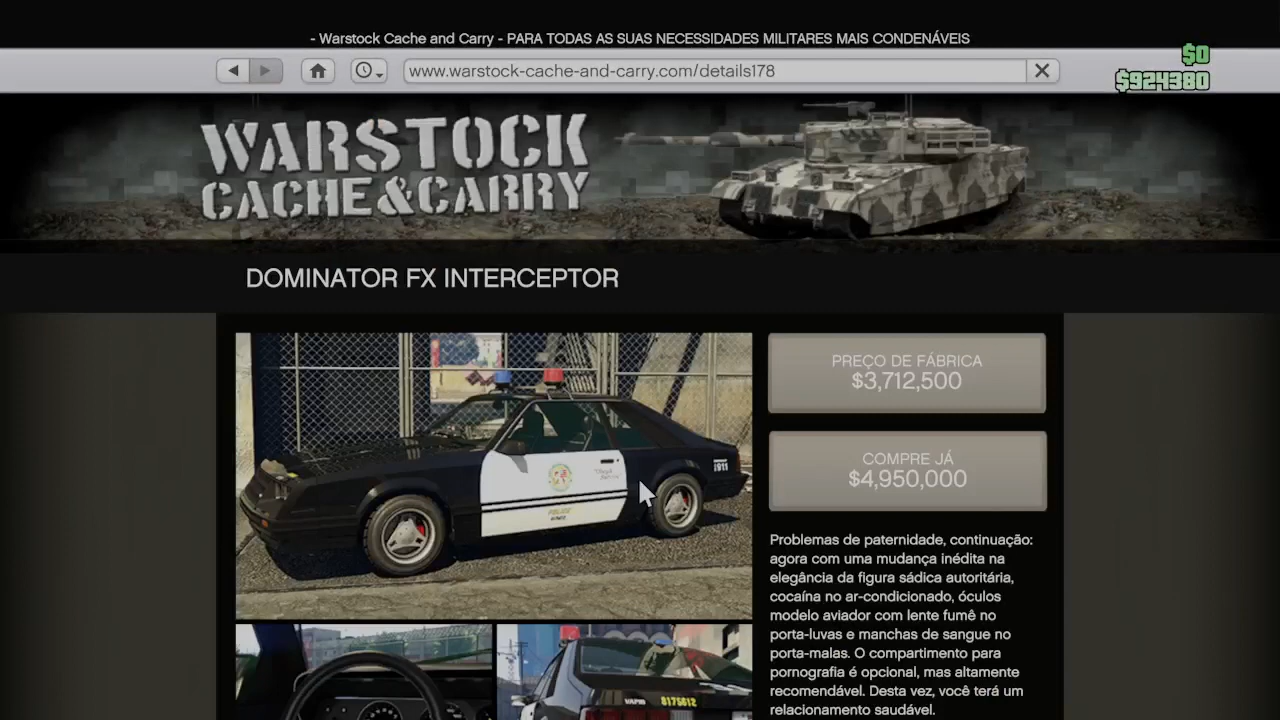 - Warstock Cache and Carry - PARA TODAS AS SUAS NECESSIDADES MILITARES MAIS CONDENÁVEIS
$0
www.warstock-cache-and-carry.com/details178
$924380
WARSTOCK
CACHE&CARRY
DOMINATOR FX INTERCEPTOR
PREÇO DE FÁBRICA
$3,712,500
COMPRE JÁ
$4,950,000
911
POLICE
Problemas de paternidade, continuação:
agora com uma mudança inédita na
elegância da figura sádica autoritária,
cocaína no ar-condicionado, óculos
modelo aviador com lente fumê no
porta-luvas e manchas de sangue no
porta-malas. O compartimento para
pornografia é opcional, mas altamente
recomendável. Desta vez, você terá um
relacionamento saudável.
VAPID
8175612